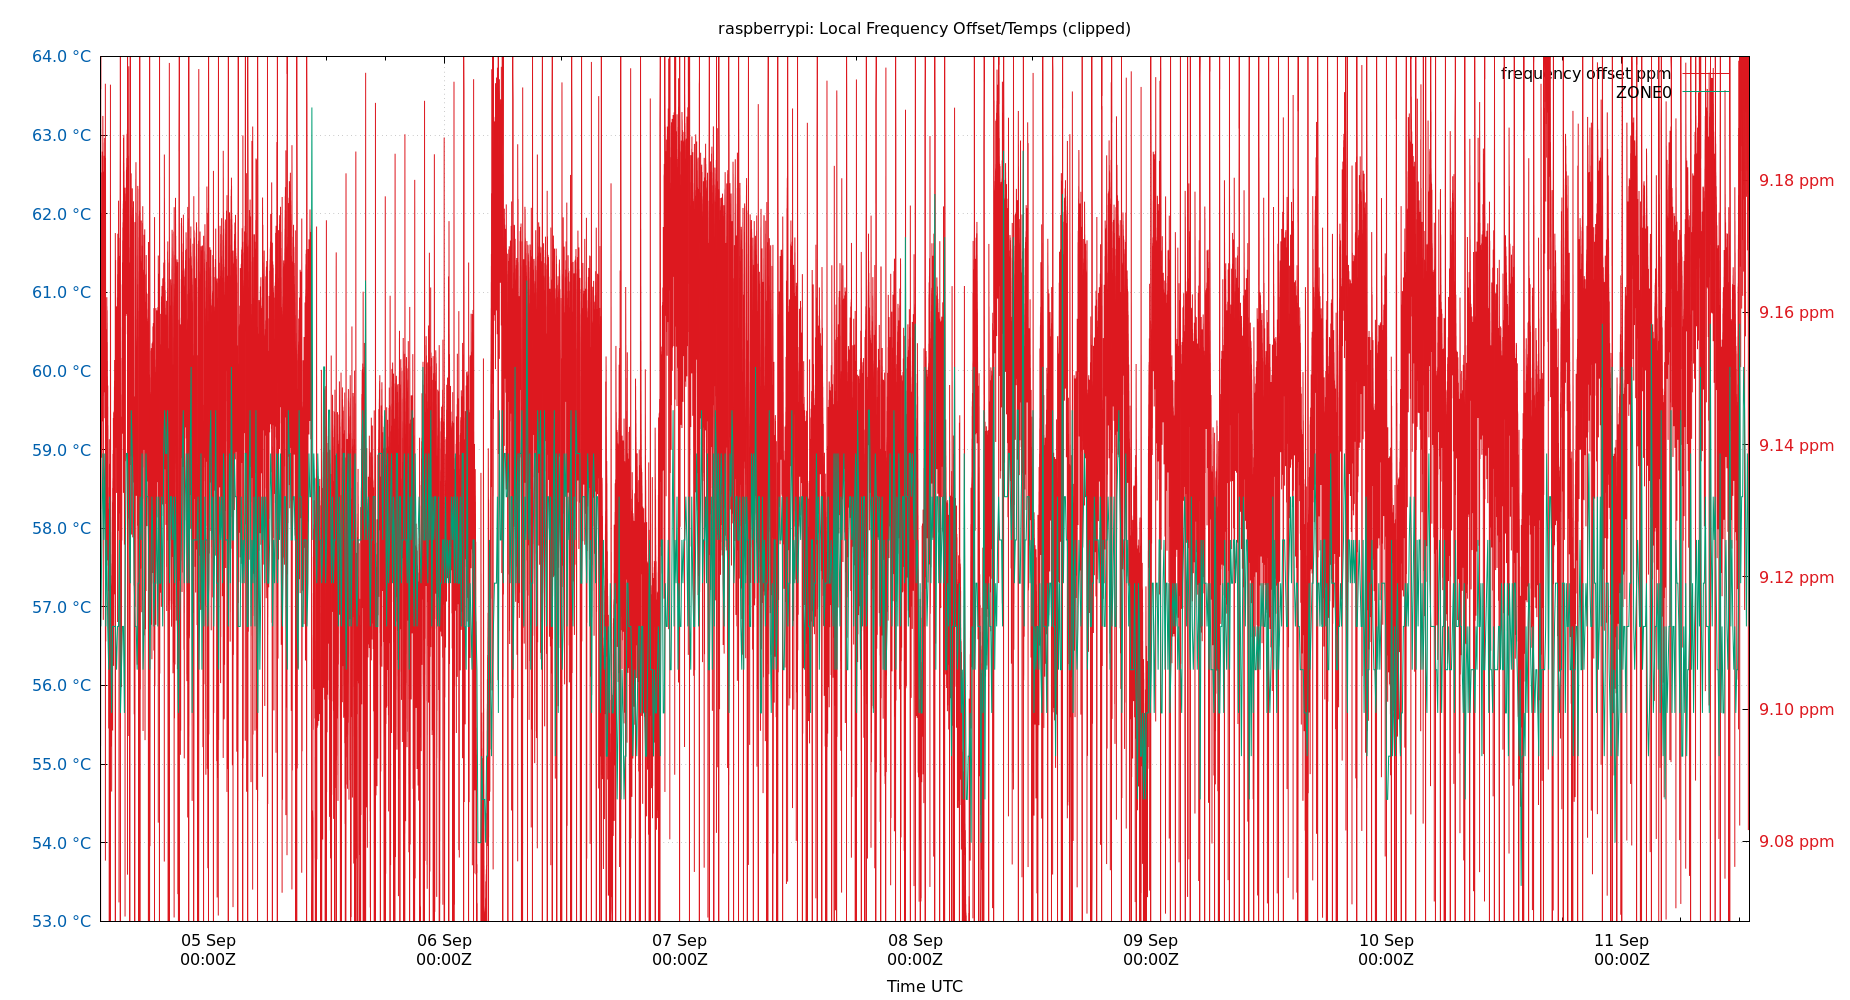 raspberrypi: Local Frequency Offset/Temps (clipped)
64.0 °C
63.0 °C
62.0 °C
61.0 °C
60.0 °C
59.0 °C
58.0 °C
57.0 °C
56.0 °C
55.0 °C
54.0 °C
53.0 °C
frequency offset ppm
ZONE0
9.18 ppm
9.16 ppm
9.14 ppm
9.12 ppm
9.10 ppm
9.08 ppm
05 Sep 06 Sep 07 Sep 08 Sep 09 Sep 10 Sep 11 Sep
00:00Z 00:00Z 00:00Z 00:00Z 00:00Z 00:00Z 00:00Z
Time UTC